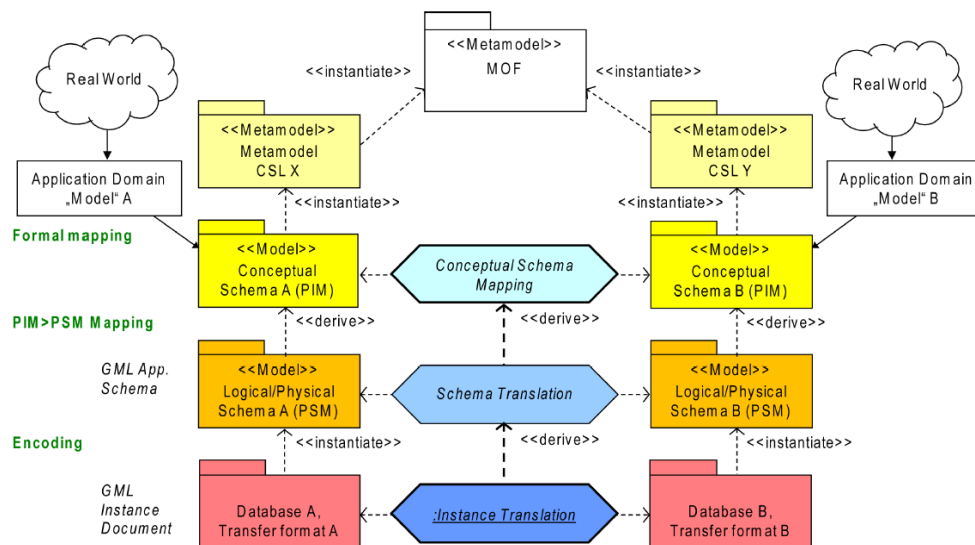 <<Metamodel>>
MOF
<<instantiate>>
<<instantiate>>
Real World
Real World
<<Metamodel>>
Metamodel
CSL X
<<Metamodel>>
Metamodel
CSL Y
Application Domain
„Model“ A
Application Domain
„Model“ B
<<instantiate>>
<<instantiate>>
Formal mapping
<<Model>>
Conceptual
Schema A (PIM)
Conceptual Schema
Mapping
<<Model>>
Conceptual
Schema B (PIM)
PIM>PSM Mapping
<<derive>>
<<derive>>
<<derive>>
GML App.
Schema
<<Model>>
Logical/Physical
Schema A (PSM)
Schema Translation
<<Model>>
Logical/Physical
Schema B (PSM)
Encoding
<<instantiate>>
<<derive>>
<<instantiate>>
GML
Instance
Document
Database A,
Transfer format A
:Instance Translation
Database B,
Transfer format B